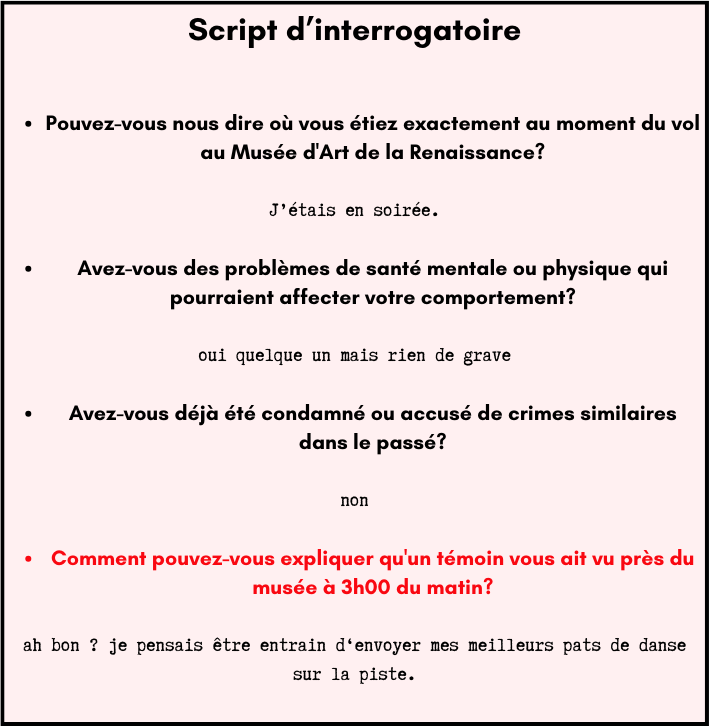 Script d’interrogatoire
• Pouvez-vous nous dire où vous étiez exactement au moment du vol
au Musée d'Art de la Renaissance?
J’étais en soirée.
• Avez-vous des problèmes de santé mentale ou physique qui
pourraient affecter votre comportement?
oui quelque un mais rien de grave
• Avez-vous déjà été condamné ou accusé de crimes similaires
dans le passé?
non
• Comment pouvez-vous expliquer qu'un témoin vous ait vu près du
musée à 3h00 du matin?
ah bon ? je pensais être entrain d‘envoyer mes meilleurs pats de danse
sur la piste.